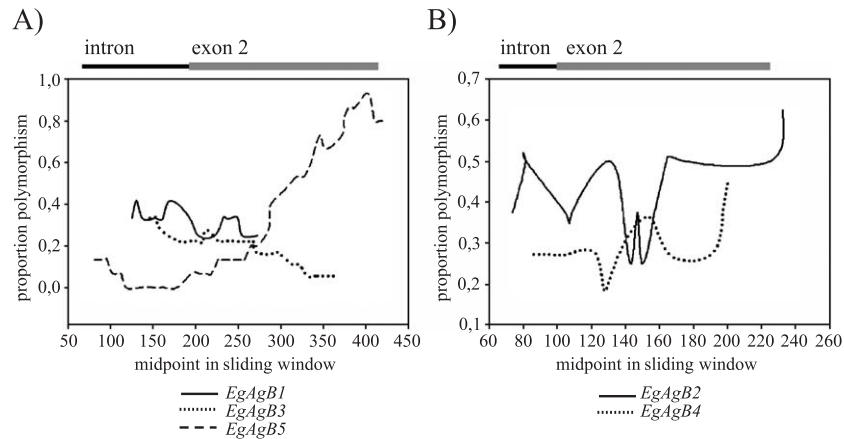 A)
intron exon 2
1,0
0,8
0,6
0,4
0,2
0,0
proportion polymorphism
50 100 150 200 250 300 350 400 450
midpoint in sliding window
EgAgB1
EgAgB3
EgAgB5
B)
intron exon 2
0,7
0,6
0,5
0,4
0,3
0,2
0,1
proportion polymorphism
60 80 100 120 140 160 180 200 220 240 260
midpoint in sliding window
EgAgB2
EgAgB4